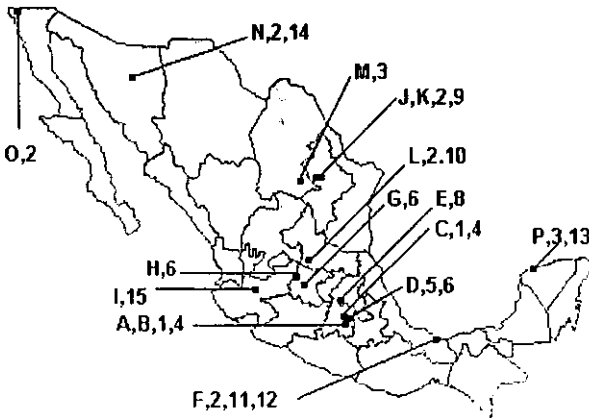 N,2,14
M,3
J,K,2,9
L,2.10
O,2
G,6
E,8
C,1,4
P,3,13
H,6
D,5,6
I,15
A,B,1,4
F,2,11,12